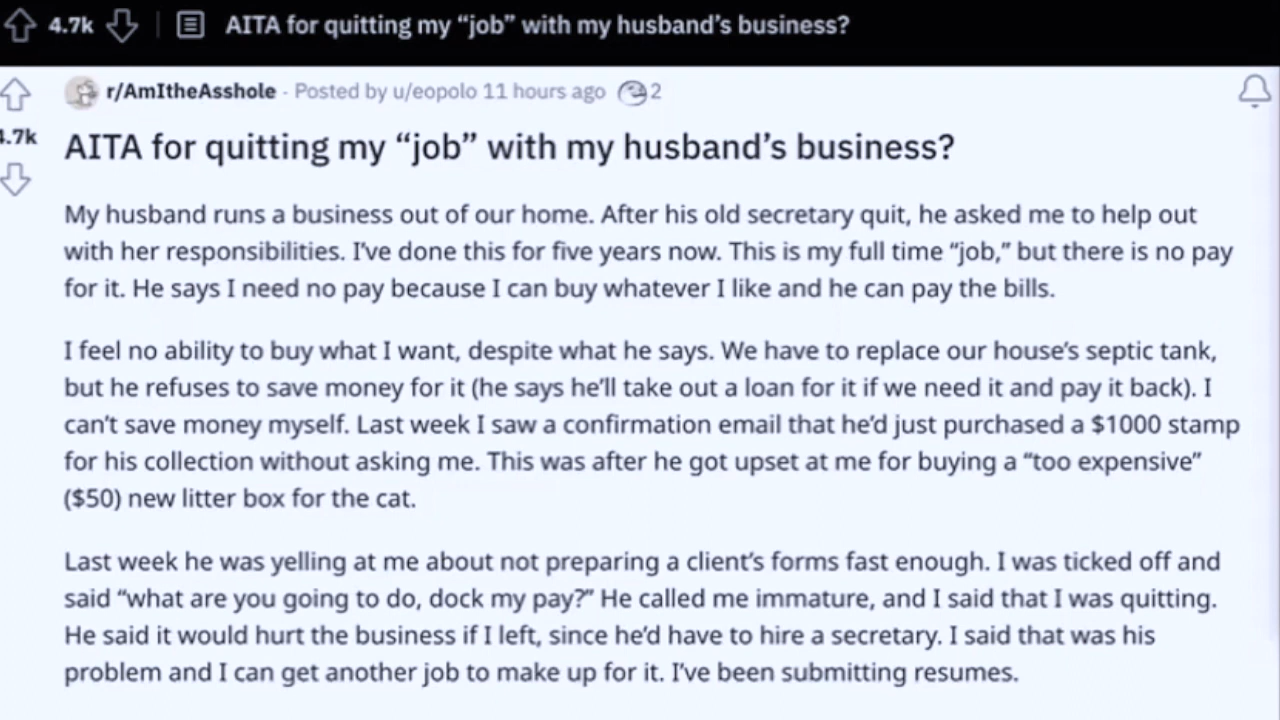 4.7k AITA for quitting my “job” with my husband’s business?
r/AmItheAsshole · Posted by u/eopolo 11 hours ago 2
4.7k
AITA for quitting my “job” with my husband’s business?
My husband runs a business out of our home. After his old secretary quit, he asked me to help out
with her responsibilities. I’ve done this for five years now. This is my full time “job,” but there is no pay
for it. He says I need no pay because I can buy whatever I like and he can pay the bills.
I feel no ability to buy what I want, despite what he says. We have to replace our house’s septic tank,
but he refuses to save money for it (he says he’ll take out a loan for it if we need it and pay it back). I
can’t save money myself. Last week I saw a confirmation email that he’d just purchased a $1000 stamp
for his collection without asking me. This was after he got upset at me for buying a “too expensive”
($50) new litter box for the cat.
Last week he was yelling at me about not preparing a client’s forms fast enough. I was ticked off and
said “what are you going to do, dock my pay?” He called me immature, and I said that I was quitting.
He said it would hurt the business if I left, since he’d have to hire a secretary. I said that was his
problem and I can get another job to make up for it. I’ve been submitting resumes.